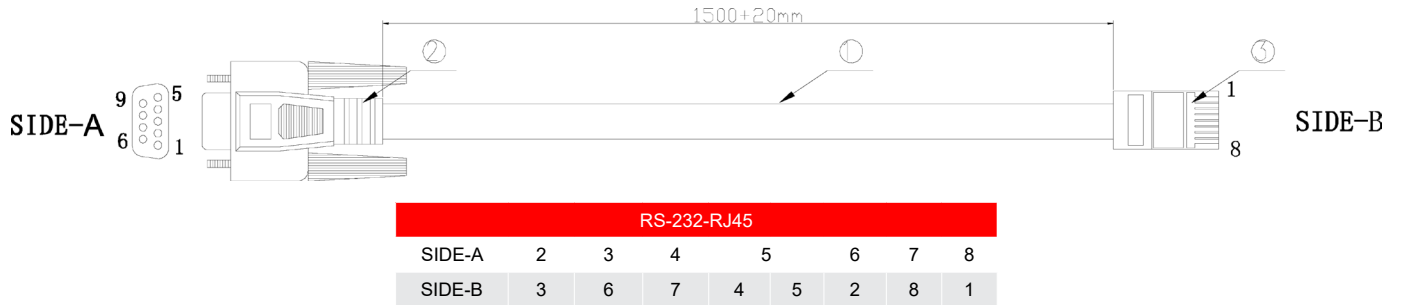 1500+20mm
② ① ③
9 5
6 1
SIDE-A
1
8
SIDE-B
RS-232-RJ45
SIDE-A 2 3 4 5 6 7 8
SIDE-B 3 6 7 4 5 2 8 1